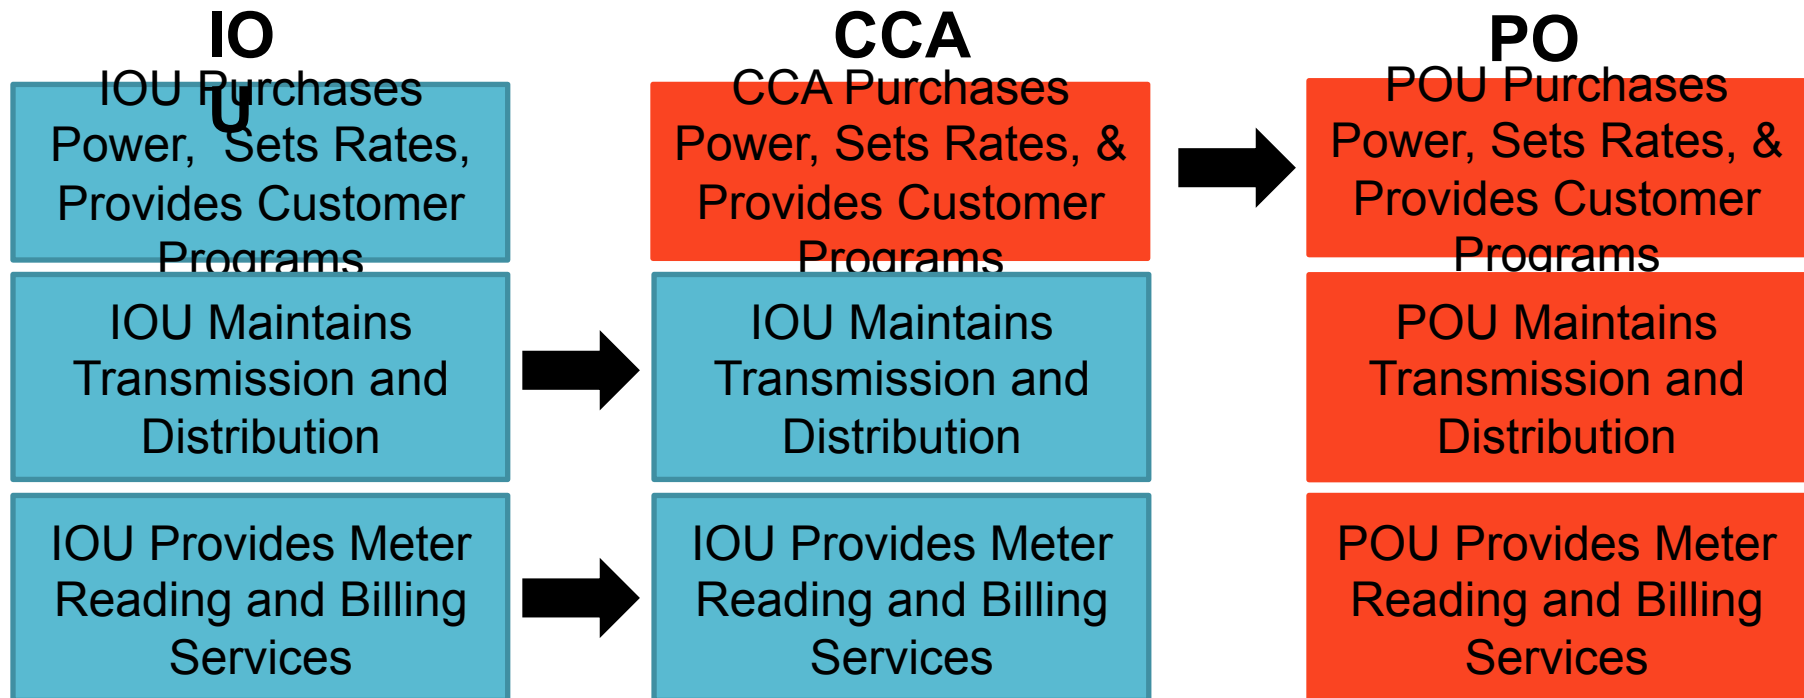 IO
U
IOU Purchases
Power,  Sets Rates,
Provides Customer
Programs
IOU Maintains
Transmission and
Distribution
IOU Provides Meter
Reading and Billing
Services
CCA
CCA Purchases
Power, Sets Rates, &
Provides Customer
Programs
IOU Maintains
Transmission and
Distribution
IOU Provides Meter
Reading and Billing
Services
PO
POU Purchases
Power, Sets Rates, &
Provides Customer
Programs
POU Maintains
Transmission and
Distribution
POU Provides Meter
Reading and Billing
Services